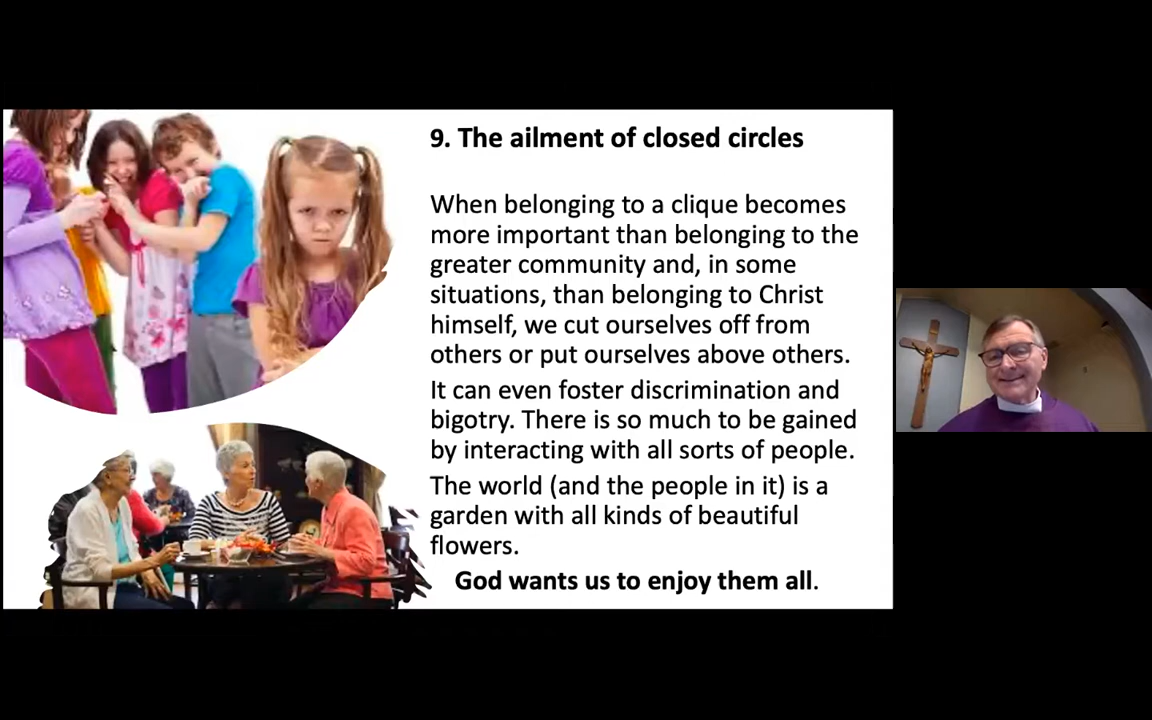 9. The ailment of closed circles
When belonging to a clique becomes
more important than belonging to the
greater community and, in some
situations, than belonging to Christ
himself, we cut ourselves off from
others or put ourselves above others.
It can even foster discrimination and
bigotry. There is so much to be gained
by interacting with all sorts of people.
The world (and the people in it) is a
garden with all kinds of beautiful
flowers.
God wants us to enjoy them all.